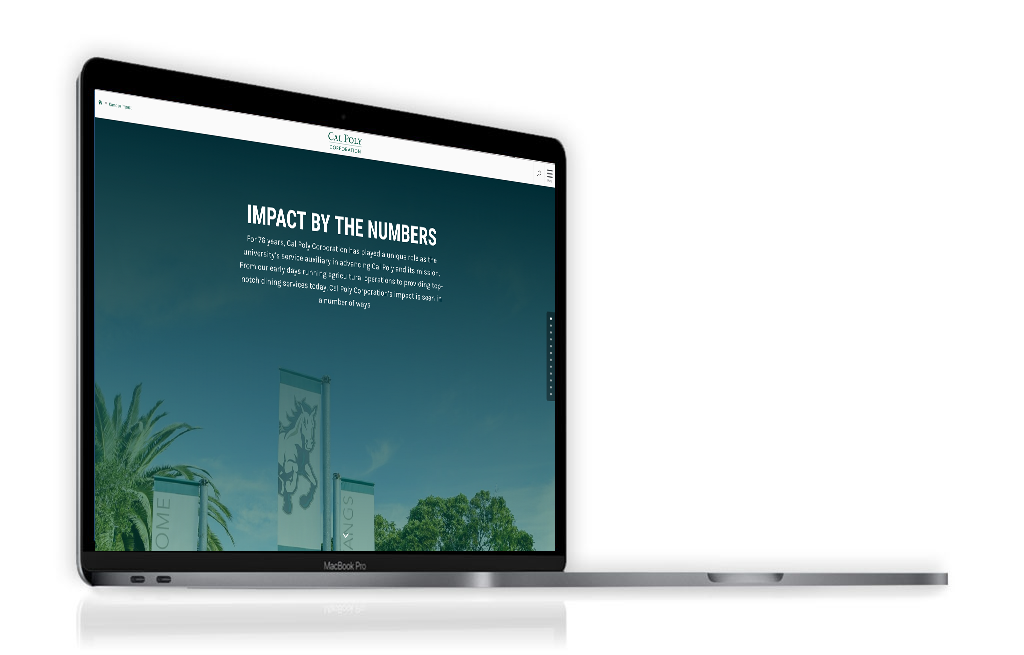 CAL POLY
CORPORATION
IMPACT BY THE NUMBERS
For 78 years, Cal Poly Corporation has played a unique role as the
university's service auxiliary in advancing Cal Poly and its mission.
From our early days running agricultural operations to providing top-
notch dining services today, Cal Poly Corporation's impact is seen in
a number of ways.
OME
ANGS
MacBook Pro